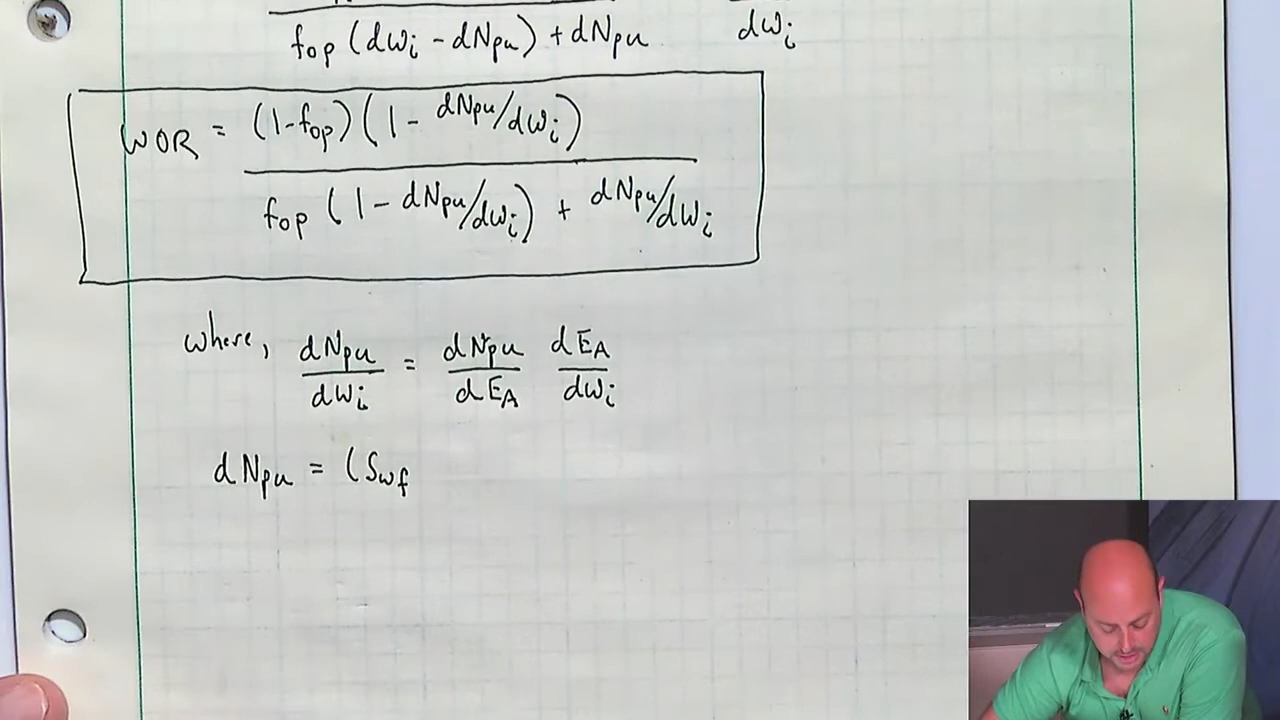 fop (dWi - dNpu) + dNpu dWi
WOR = (1-fop)(1- dNpu/dWi)
fop (1- dNpu/dWi) + dNpu/dWi
where, dNpu = dNpu dEA
dWi dEA dWi
dNpu = (Swf